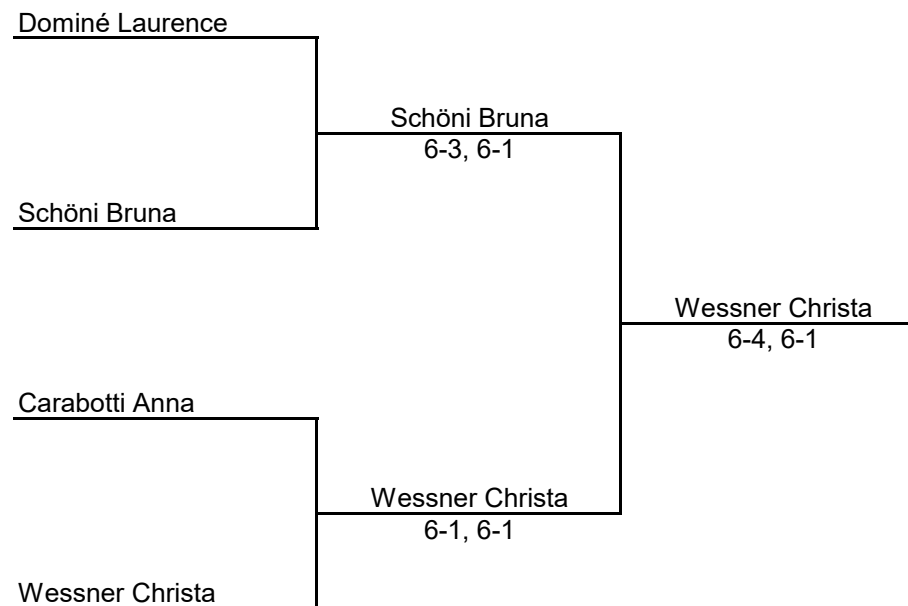 Dominé Laurence
Schöni Bruna
6-3, 6-1
Schöni Bruna
Wessner Christa
6-4, 6-1
Carabotti Anna
Wessner Christa
6-1, 6-1
Wessner Christa